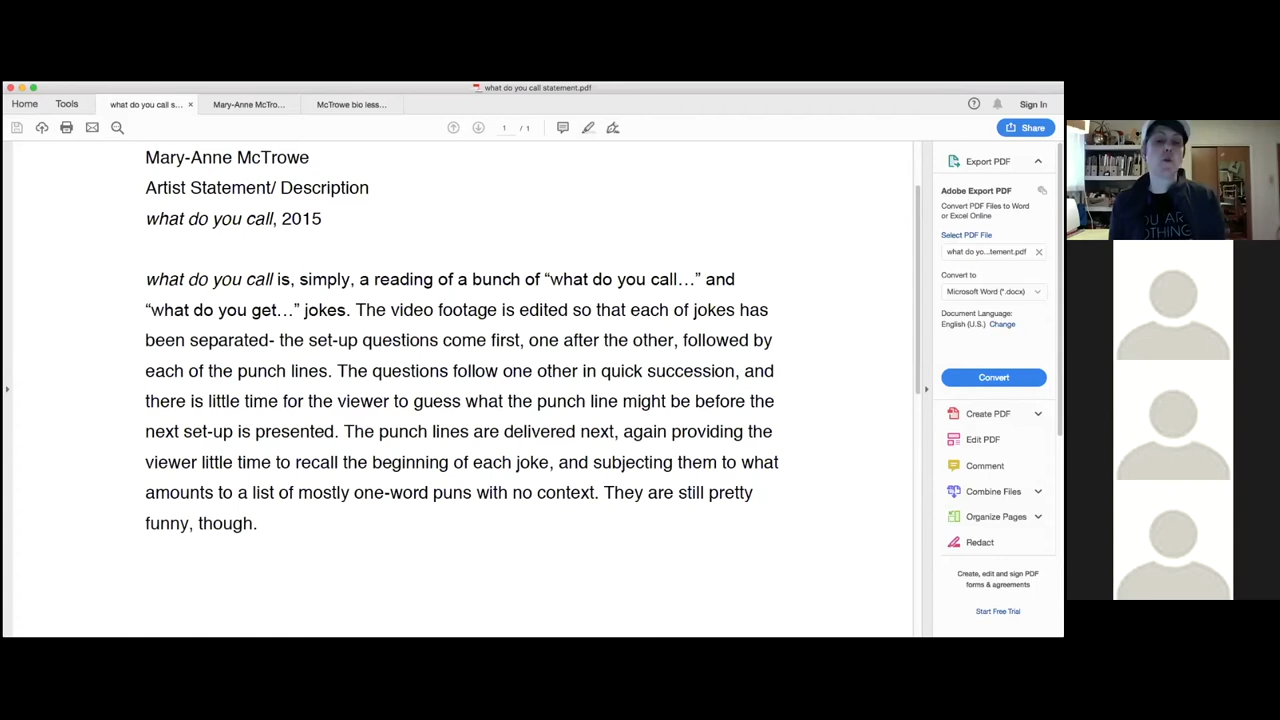 what do you call statement.pdf
Home
Tools
what do you call s...
Mary-Anne McTro...
McTrowe bio less...
Sign In
1 / 1
Share
Mary-Anne McTrowe
Artist Statement/ Description
what do you call, 2015
what do you call is, simply, a reading of a bunch of “what do you call…” and
“what do you get…” jokes. The video footage is edited so that each of jokes has
been separated- the set-up questions come first, one after the other, followed by
each of the punch lines. The questions follow one other in quick succession, and
there is little time for the viewer to guess what the punch line might be before the
next set-up is presented. The punch lines are delivered next, again providing the
viewer little time to recall the beginning of each joke, and subjecting them to what
amounts to a list of mostly one-word puns with no context. They are still pretty
funny, though.
Export PDF
Adobe Export PDF
Convert PDF Files to Word
or Excel Online
Select PDF File
what do yo...tement.pdf
Convert to
Microsoft Word (*.docx)
Document Language:
English (U.S.) Change
Convert
Create PDF
Edit PDF
Comment
Combine Files
Organize Pages
Redact
Create, edit and sign PDF
forms & agreements
Start Free Trial
YOU ARE
NOTHING